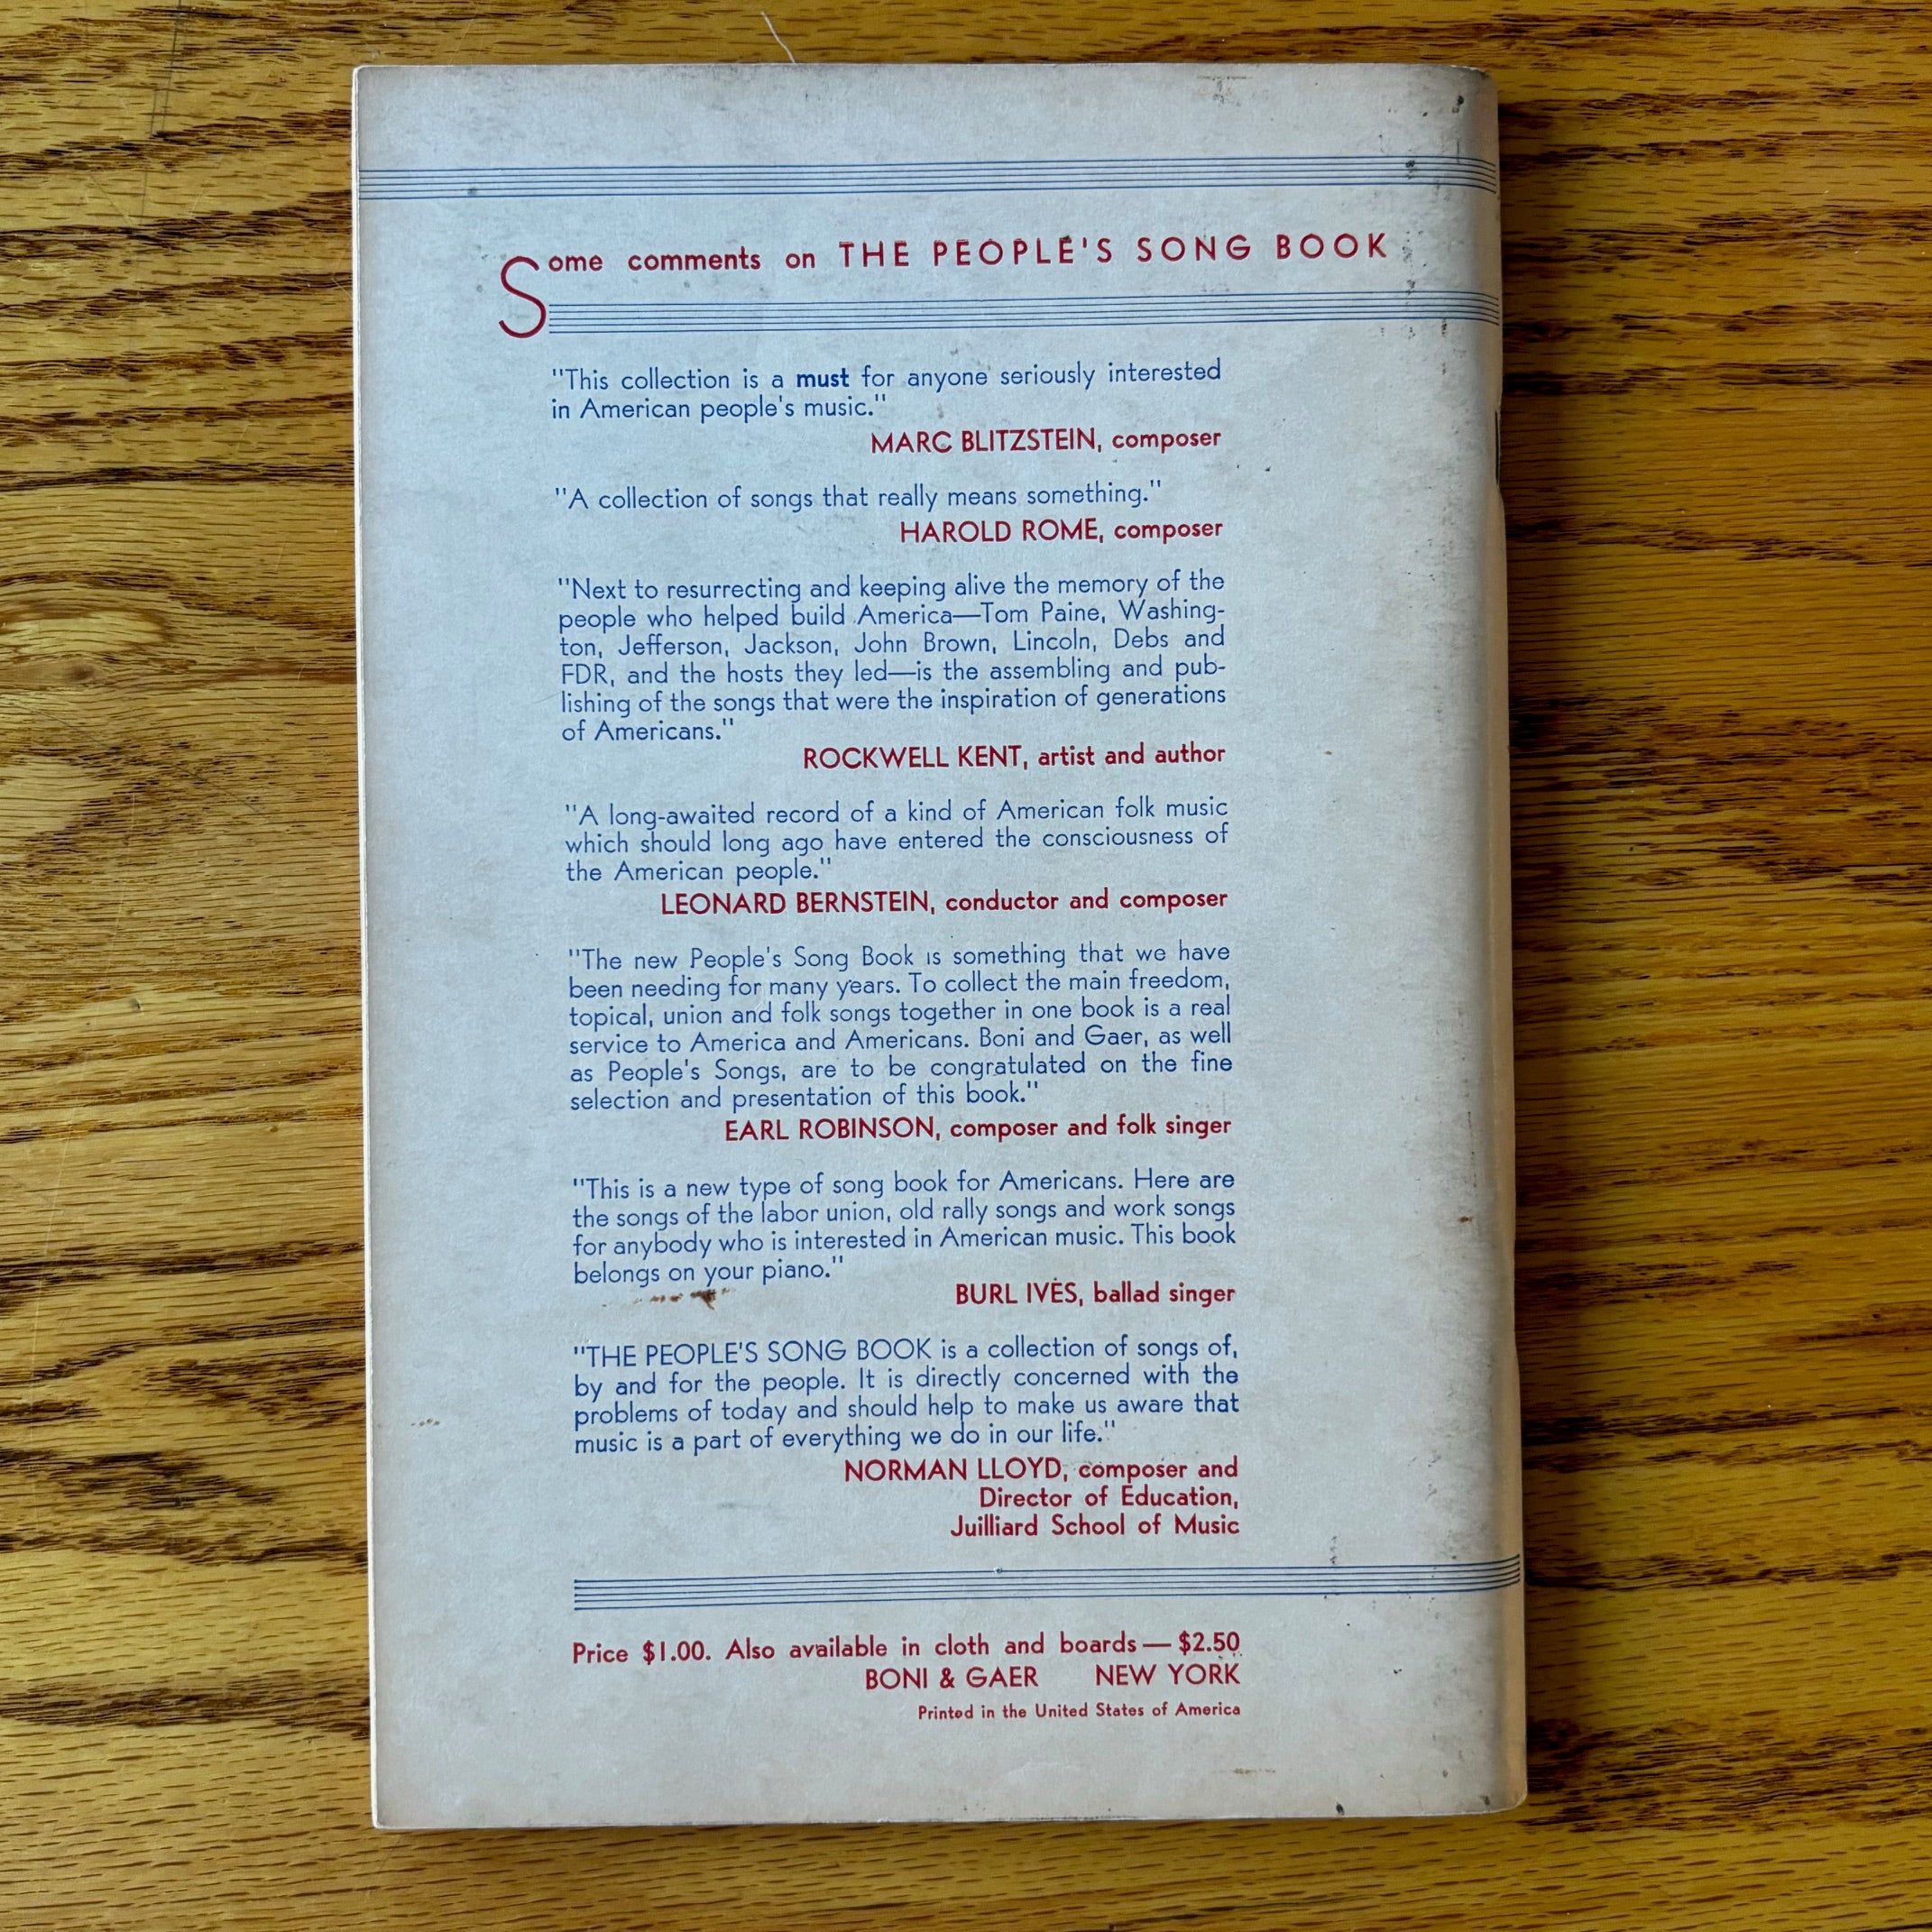 Some comments on THE PEOPLE'S SONG BOOK
"This collection is a must for anyone seriously interested
in American people's music."
MARC BLITZSTEIN, composer
"A collection of songs that really means something."
HAROLD ROME, composer
"Next to resurrecting and keeping alive the memory of the
people who helped build America—Tom Paine, Washing-
ton, Jefferson, Jackson, John Brown, Lincoln, Debs and
FDR, and the hosts they led—is the assembling and pub-
lishing of the songs that were the inspiration of generations
of Americans."
ROCKWELL KENT, artist and author
"A long-awaited record of a kind of American folk music
which should long ago have entered the consciousness of
the American people."
LEONARD BERNSTEIN, conductor and composer
"The new People's Song Book is something that we have
been needing for many years. To collect the main freedom,
topical, union and folk songs together in one book is a real
service to America and Americans. Boni and Gaer, as well
as People's Songs, are to be congratulated on the fine
selection and presentation of this book."
EARL ROBINSON, composer and folk singer
"This is a new type of song book for Americans. Here are
the songs of the labor union, old rally songs and work songs
for anybody who is interested in American music. This book
belongs on your piano."
BURL IVES, ballad singer
"THE PEOPLE'S SONG BOOK is a collection of songs of,
by and for the people. It is directly concerned with the
problems of today and should help to make us aware that
music is a part of everything we do in our life."
NORMAN LLOYD, composer and
Director of Education,
Juilliard School of Music
Price $1.00. Also available in cloth and boards — $2.50
BONI & GAER NEW YORK
Printed in the United States of America